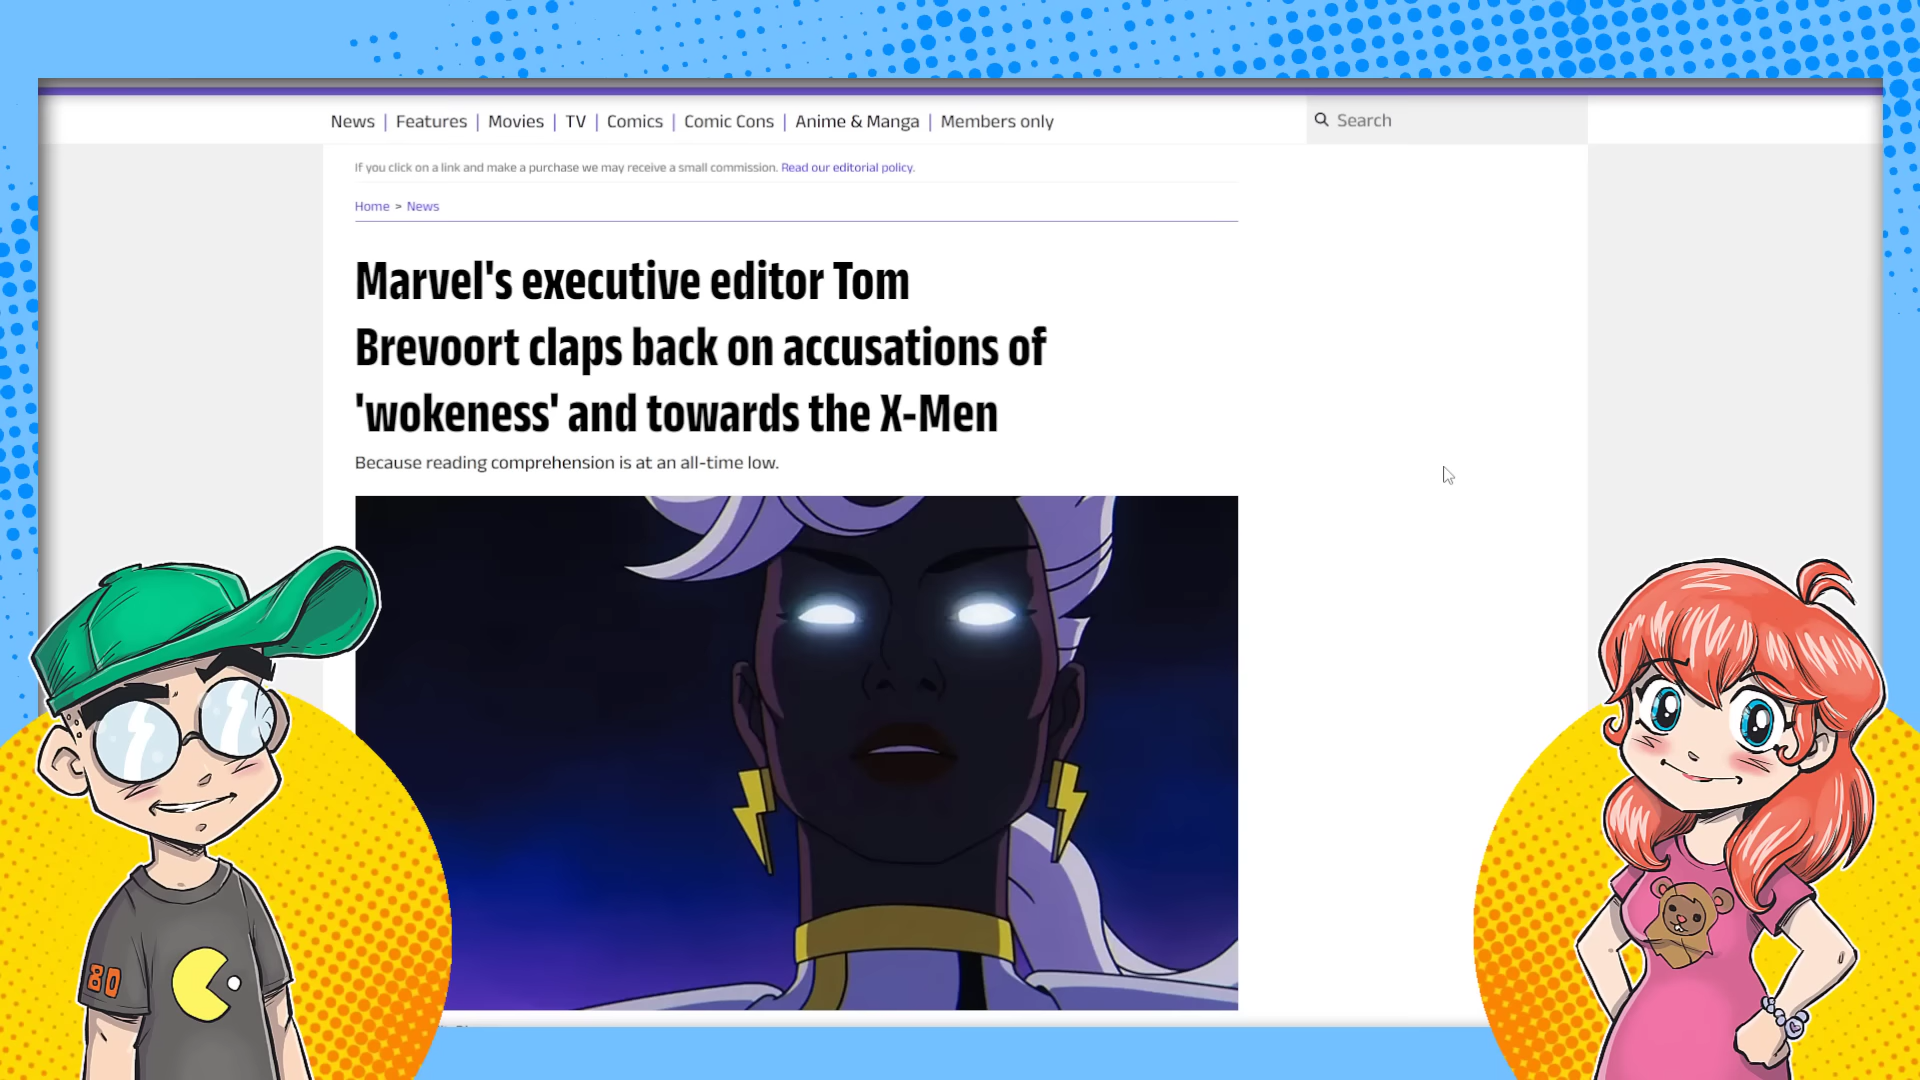 News | Features | Movies | TV | Comics | Comic Cons | Anime & Manga | Members only
Search
If you click on a link and make a purchase we may receive a small commission. Read our editorial policy.
Home > News
Marvel's executive editor Tom
Brevoort claps back on accusations of
'wokeness' and towards the X-Men
Because reading comprehension is at an all-time low.
80